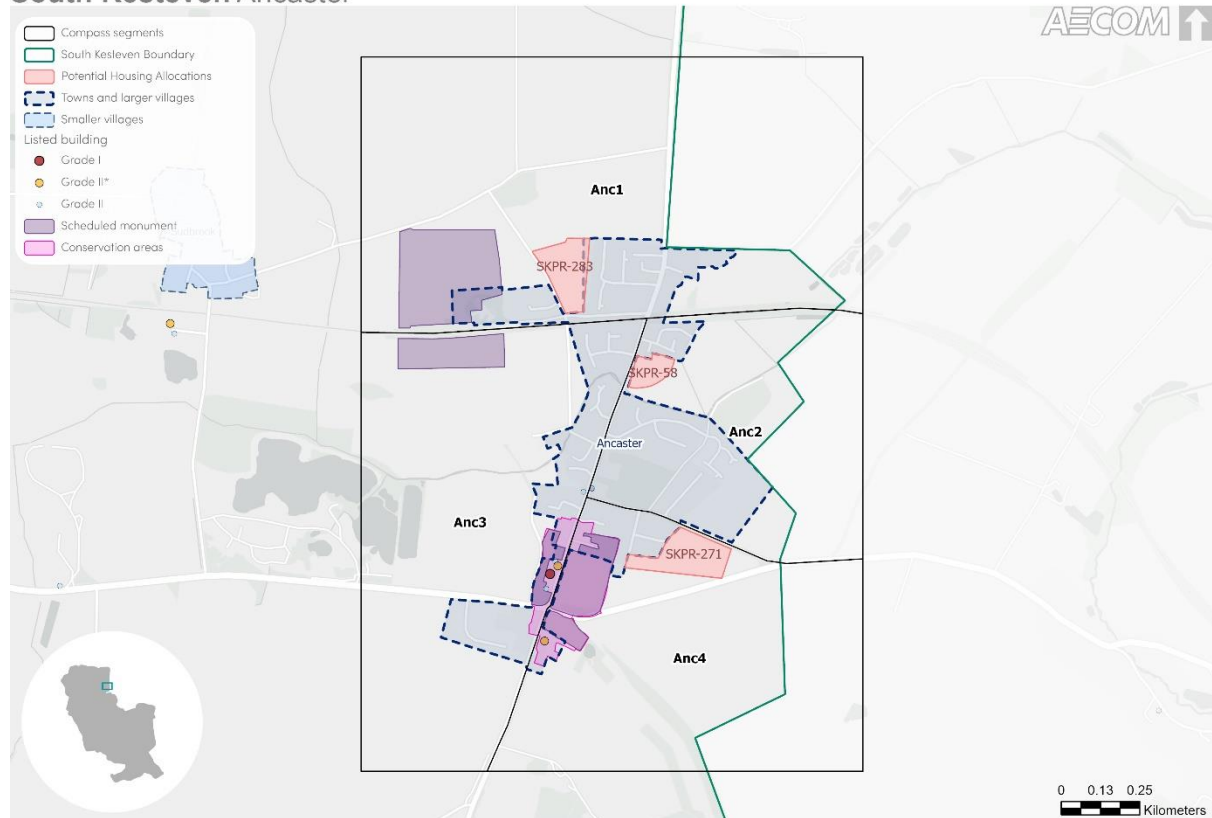 South Kesteven Ancaster
AECOM
Compass segments
South Kesleven Boundary
Potential Housing Allocations
Towns and larger villages
Smaller villages
Listed building
Grade I
Grade II*
Grade II
Scheduled monument
Conservation areas
Anc1
SKPR-283
SKPR-58
Ancaster
Anc2
Anc3
SKPR-271
Anc4
0 0.13 0.25
Kilometers